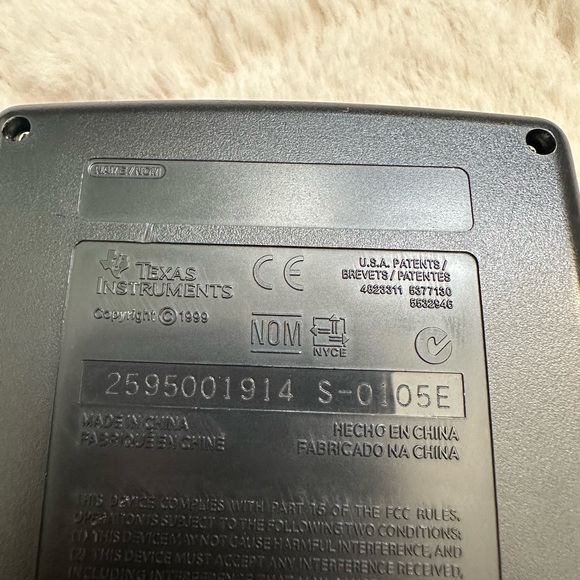 NAME/NOM
TEXAS INSTRUMENTS
Copyright © 1999
CE
U.S.A. PATENTS/
BREVETS/PATENTES
4823311 5377130
5532946
NOM
NYCE
2595001914 S-0105E
MADE IN CHINA
FABRIQUÉ EN CHINE
HECHO EN CHINA
FABRICADO NA CHINA
THIS DEVICE COMPLIES WITH PART 15 OF THE FCC RULES.
OPERATION IS SUBJECT TO THE FOLLOWING TWO CONDITIONS:
(1) THIS DEVICE MAY NOT CAUSE HARMFUL INTERFERENCE, AND
(2) THIS DEVICE MUST ACCEPT ANY INTERFERENCE RECEIVED,
INCLUDING INTERFERENCE